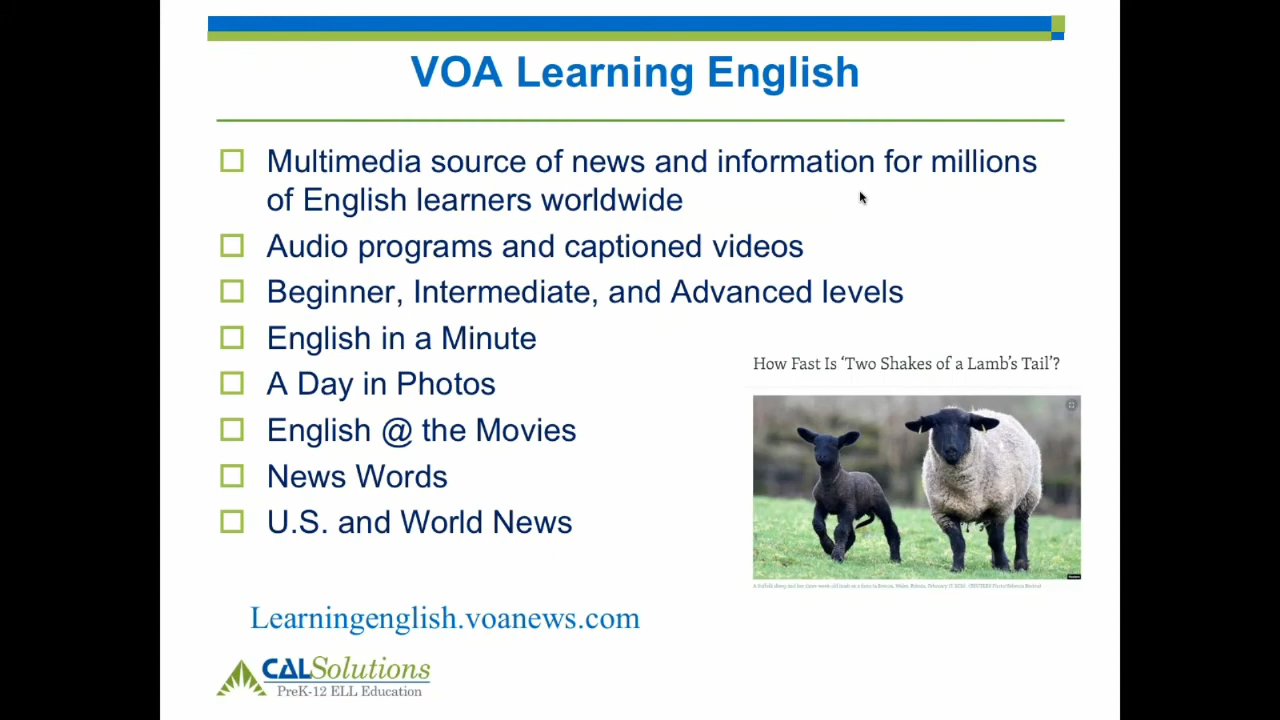 VOA Learning English
Multimedia source of news and information for millions
of English learners worldwide
Audio programs and captioned videos
Beginner, Intermediate, and Advanced levels
English in a Minute
A Day in Photos
English @ the Movies
News Words
U.S. and World News
How Fast Is ‘Two Shakes of a Lamb’s Tail’?
Learningenglish.voanews.com
CALSolutions
PreK-12 ELL Education